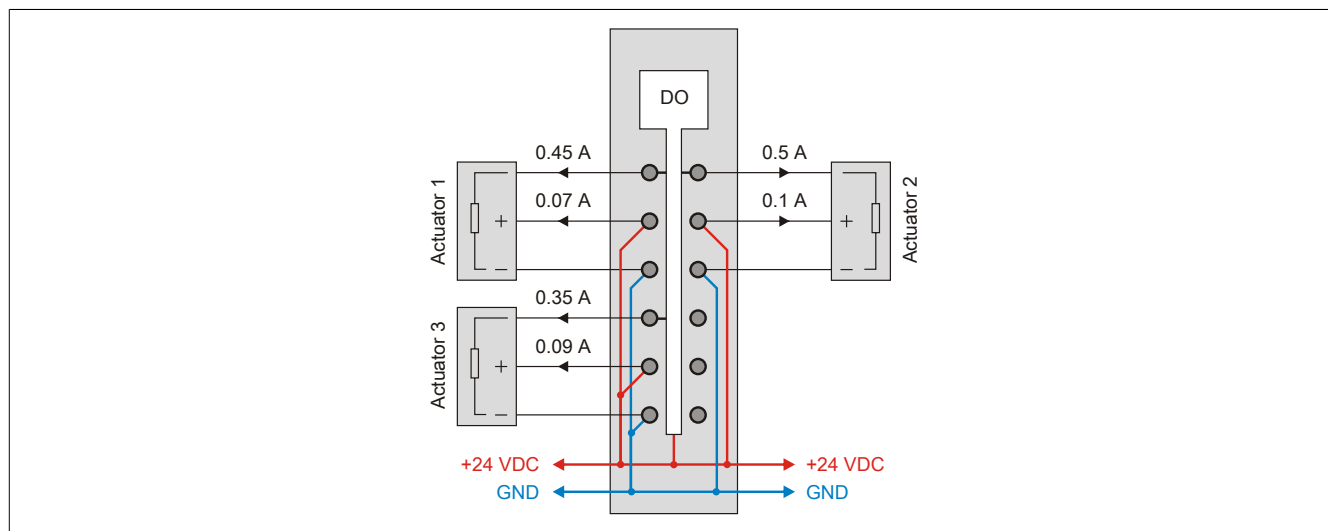 DO
0.45 A
0.5 A
Actuator 1
0.07 A
0.1 A
Actuator 2
+
+
–
–
0.35 A
Actuator 3
0.09 A
+
–
+24 VDC
+24 VDC
GND
GND